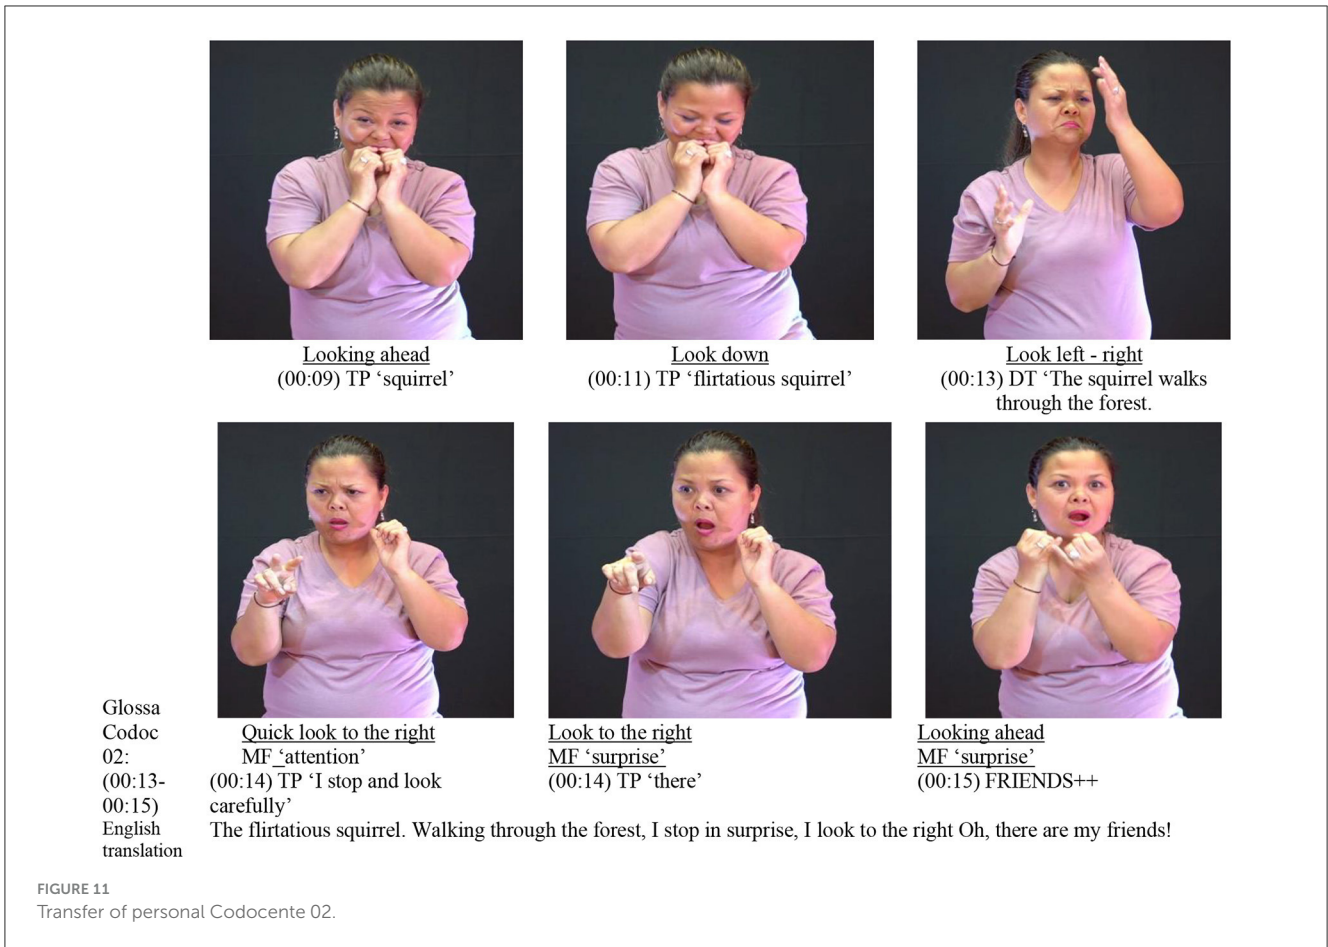 Looking ahead
(00:09) TP ‘squirrel’
Look down
(00:11) TP ‘flirtatious squirrel’
Look left - right
(00:13) DT ‘The squirrel walks
through the forest.
Glossa
Codoc
02:
(00:13-
00:15)
Quick look to the right
MF ‘attention’
(00:14) TP ‘I stop and look
carefully’
Look to the right
MF ‘surprise’
(00:14) TP ‘there’
Looking ahead
MF ‘surprise’
(00:15) FRIENDS++
English
translation
The flirtatious squirrel. Walking through the forest, I stop in surprise, I look to the right Oh, there are my friends!
FIGURE 11
Transfer of personal Codocente 02.